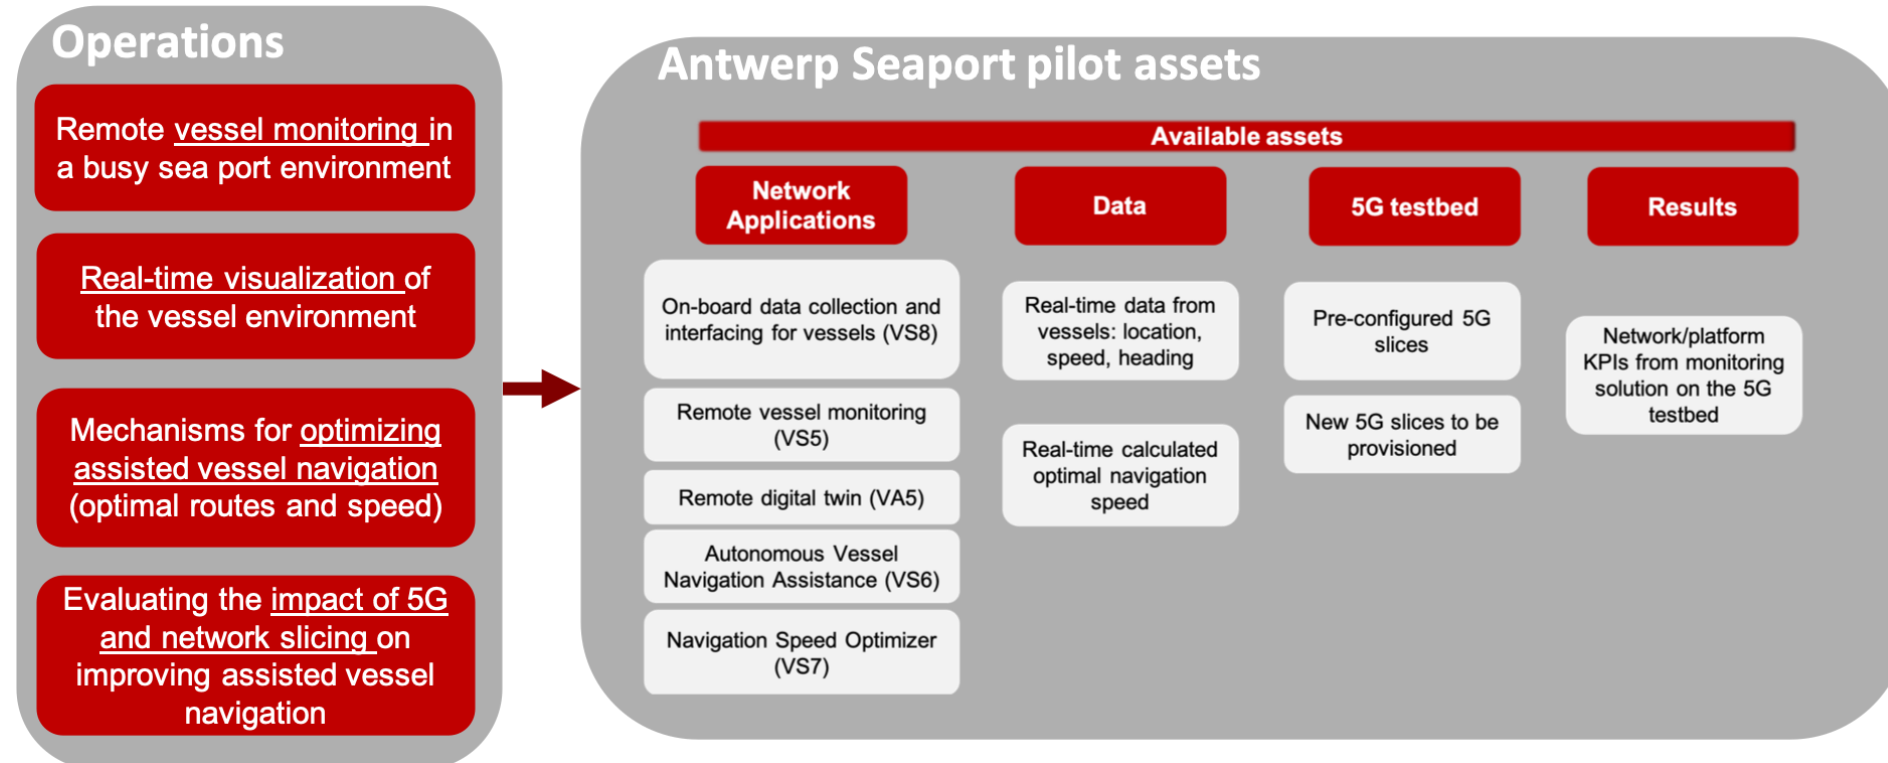 Operations
Remote vessel monitoring in
a busy sea port environment
Real-time visualization of
the vessel environment
Mechanisms for optimizing
assisted vessel navigation
(optimal routes and speed)
Evaluating the impact of 5G
and network slicing on
improving assisted vessel
navigation
Antwerp Seaport pilot assets
Available assets
Network
Applications
On-board data collection and
interfacing for vessels (VS8)
Remote vessel monitoring
(VS5)
Remote digital twin (VA5)
Autonomous Vessel
Navigation Assistance (VS6)
Navigation Speed Optimizer
(VS7)
Data
Real-time data from
vessels: location,
speed, heading
Real-time calculated
optimal navigation
speed
5G testbed
Pre-configured 5G
slices
New 5G slices to be
provisioned
Results
Network/platform
KPIs from monitoring
solution on the 5G
testbed